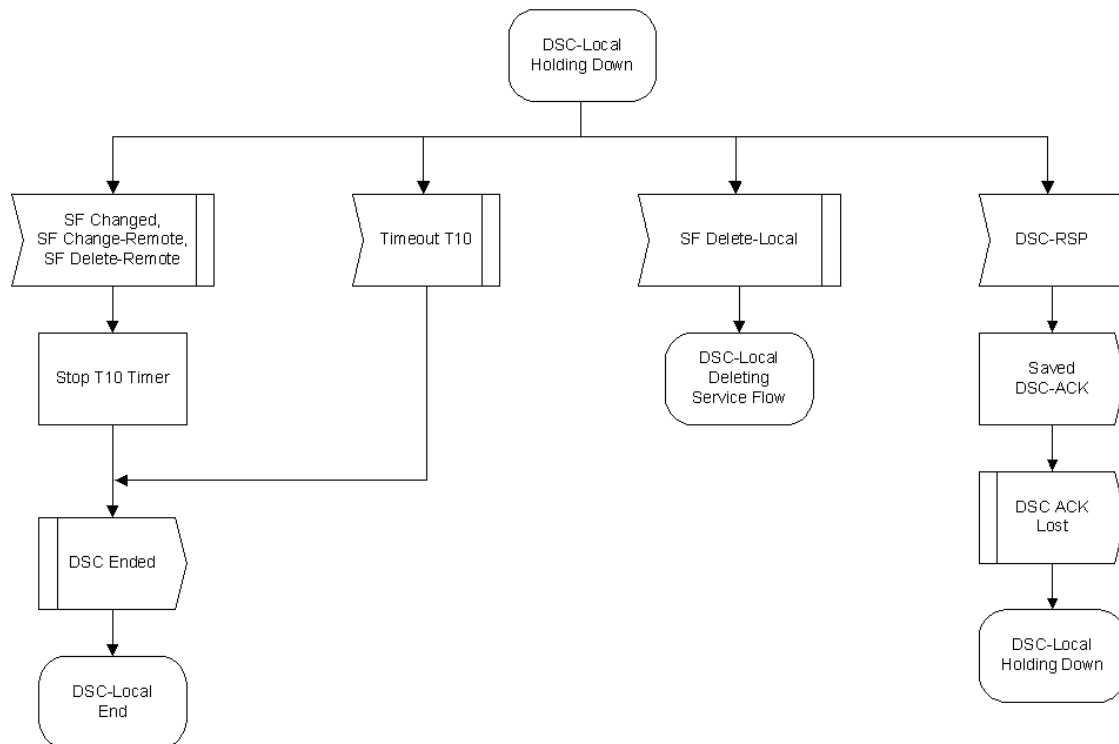 DSC-Local
Holding Down
SF Changed,
SF Change-Remote,
SF Delete-Remote
Timeout T10
SF Delete-Local
DSC-RSP
Stop T10 Timer
DSC-Local
Deleting
Service Flow
Saved
DSC-ACK
DSC ACK
Lost
DSC Ended
DSC-Local
Holding Down
DSC-Local
End